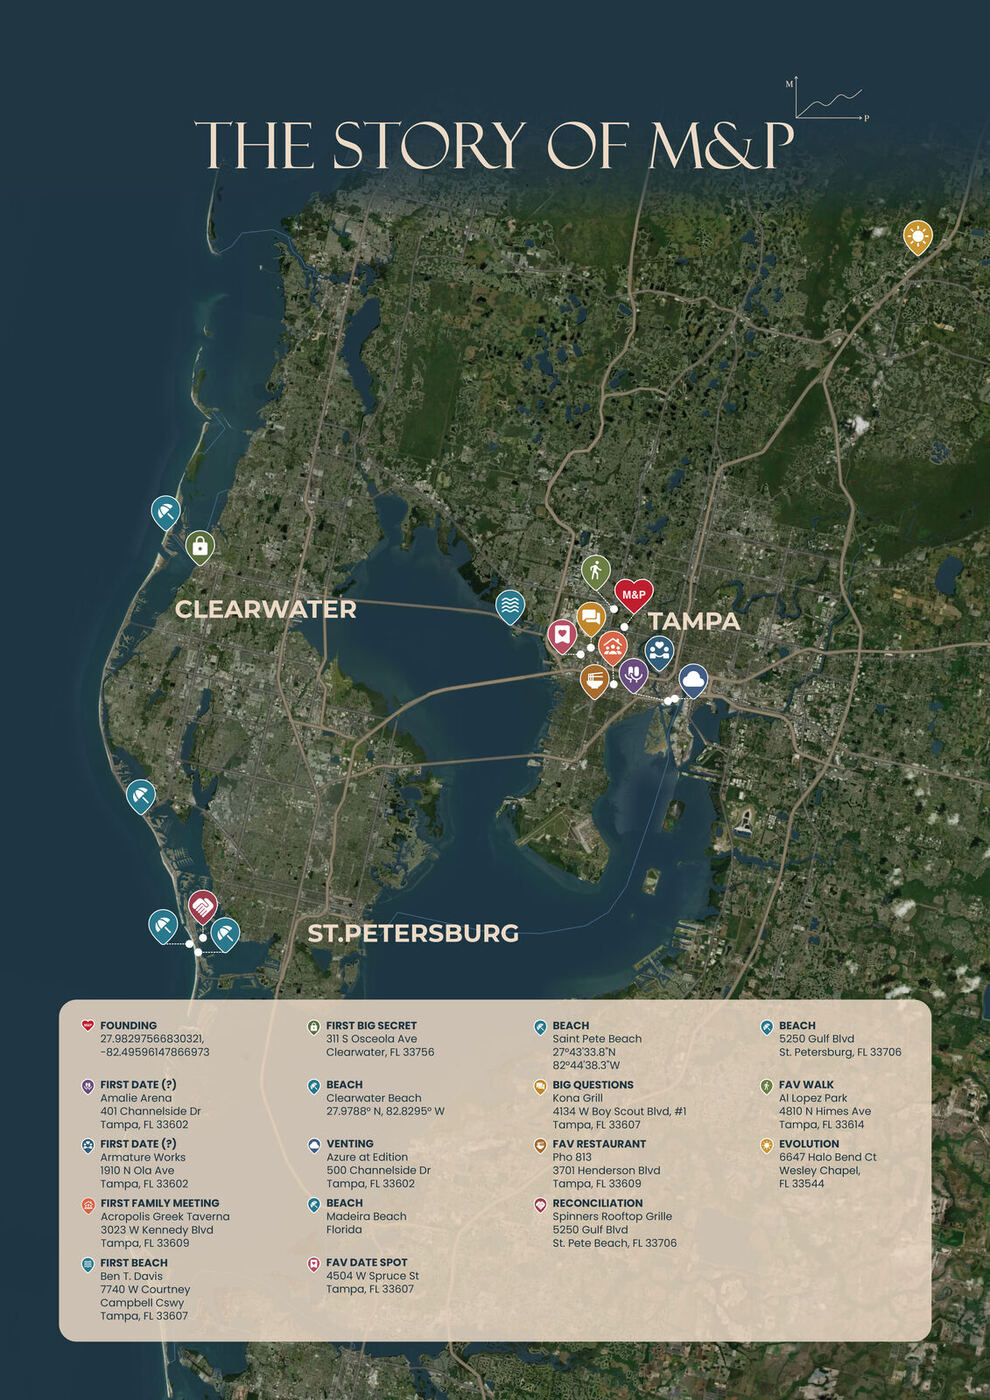 M
P
THE STORY OF M&P
M&P
CLEARWATER
TAMPA
ST.PETERSBURG
FOUNDING
27.98297566830321,
-82.49596147866973
FIRST DATE (?)
Amalie Arena
401 Channelside Dr
Tampa, FL 33602
FIRST DATE (?)
Armature Works
1910 N Ola Ave
Tampa, FL 33602
FIRST FAMILY MEETING
Acropolis Greek Taverna
3023 W Kennedy Blvd
Tampa, FL 33609
FIRST BEACH
Ben T. Davis
7740 W Courtney
Campbell Cswy
Tampa, FL 33607
FIRST BIG SECRET
311 S Osceola Ave
Clearwater, FL 33756
BEACH
Clearwater Beach
27.9788° N, 82.8295° W
VENTING
Azure at Edition
500 Channelside Dr
Tampa, FL 33602
BEACH
Madeira Beach
Florida
FAV DATE SPOT
4504 W Spruce St
Tampa, FL 33607
BEACH
Saint Pete Beach
27°43'33.8"N
82°44'38.3"W
BIG QUESTIONS
Kona Grill
4134 W Boy Scout Blvd, #1
Tampa, FL 33607
FAV RESTAURANT
Pho 813
3701 Henderson Blvd
Tampa, FL 33609
RECONCILIATION
Spinners Rooftop Grille
5250 Gulf Blvd
St. Pete Beach, FL 33706
BEACH
5250 Gulf Blvd
St. Petersburg, FL 33706
FAV WALK
Al Lopez Park
4810 N Himes Ave
Tampa, FL 33614
EVOLUTION
6647 Halo Bend Ct
Wesley Chapel,
FL 33544